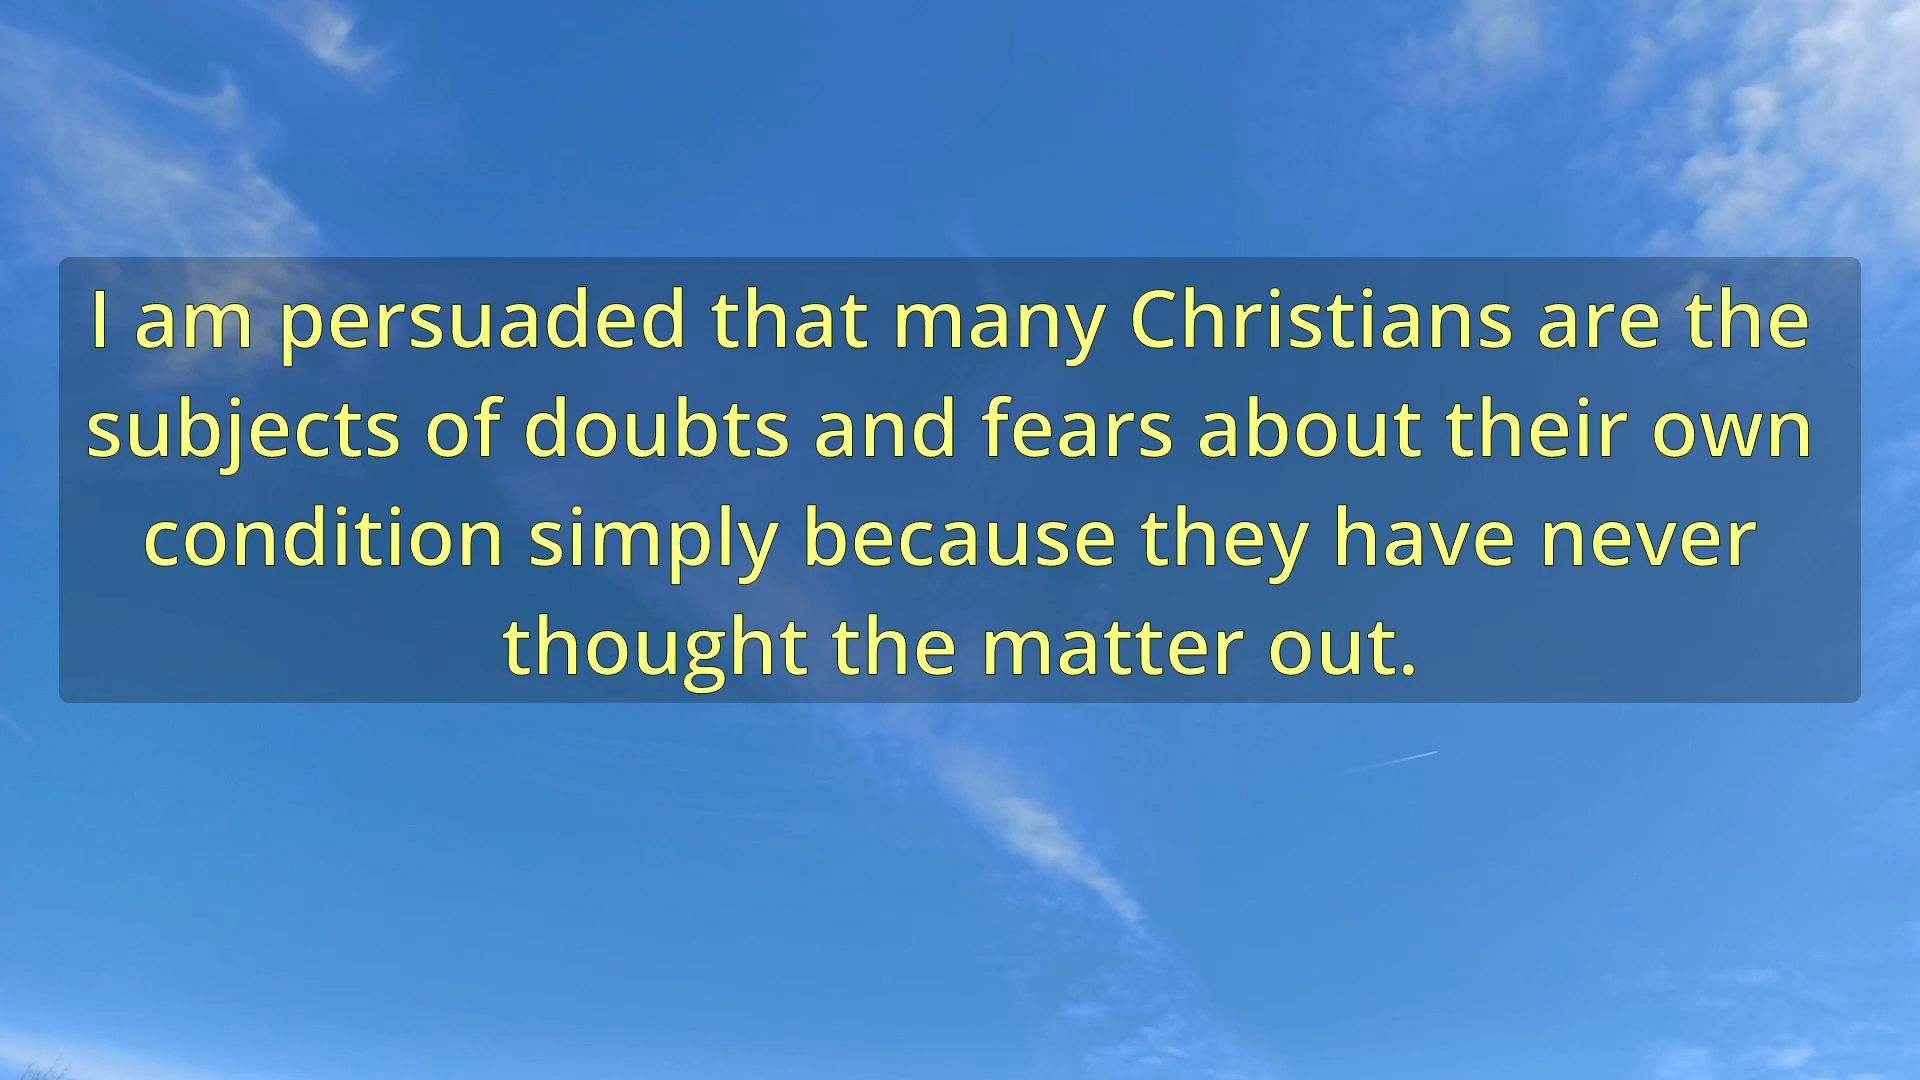 I am persuaded that many Christians are the
subjects of doubts and fears about their own
condition simply because they have never
thought the matter out.